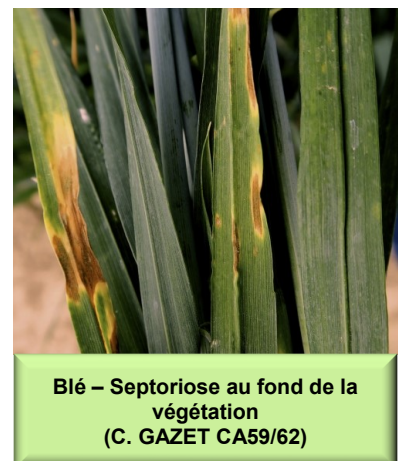 Blé – Septoriose au fond de la
végétation
(C. GAZET CA59/62)